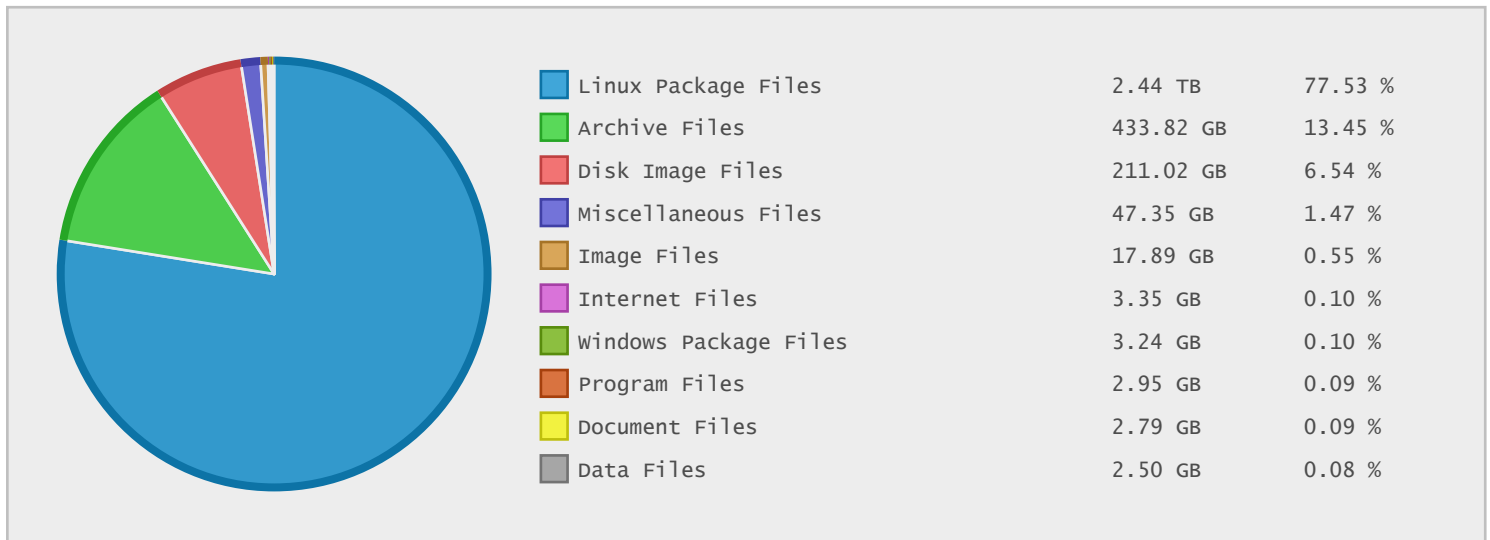 Linux Package Files 2.44 TB 77.53 %
Archive Files 433.82 GB 13.45 %
Disk Image Files 211.02 GB 6.54 %
Miscellaneous Files 47.35 GB 1.47 %
Image Files 17.89 GB 0.55 %
Internet Files 3.35 GB 0.10 %
Windows Package Files 3.24 GB 0.10 %
Program Files 2.95 GB 0.09 %
Document Files 2.79 GB 0.09 %
Data Files 2.50 GB 0.08 %